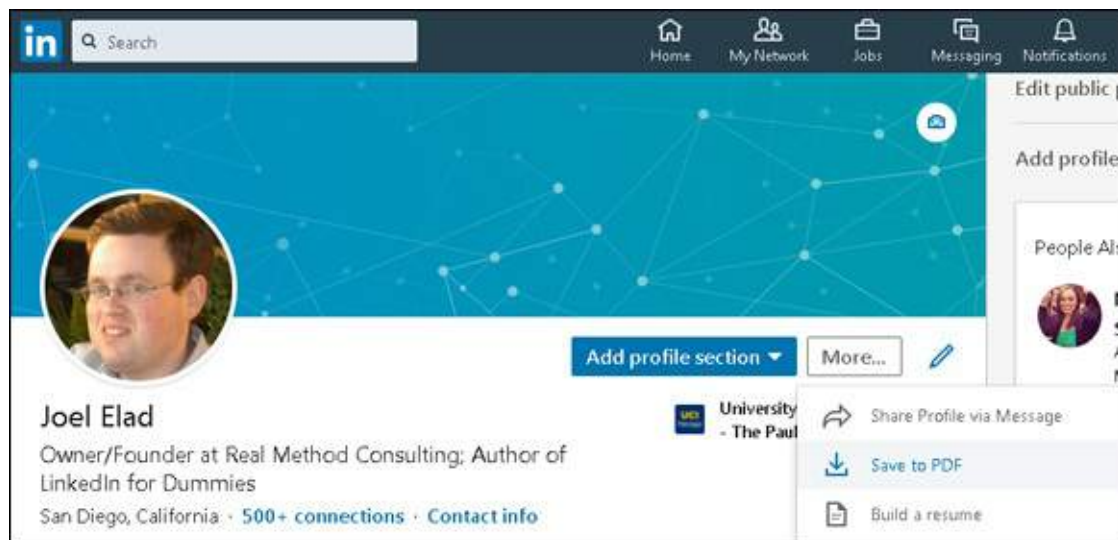 in
Search
Home
My Network
Jobs
Messaging
Notifications
Edit public
Add profile
People Als
Add profile section
More...
Joel Elad
Owner/Founder at Real Method Consulting; Author of
LinkedIn for Dummies
San Diego, California · 500+ connections · Contact info
UCI
University
- The Paul
Share Profile via Message
Save to PDF
Build a resume